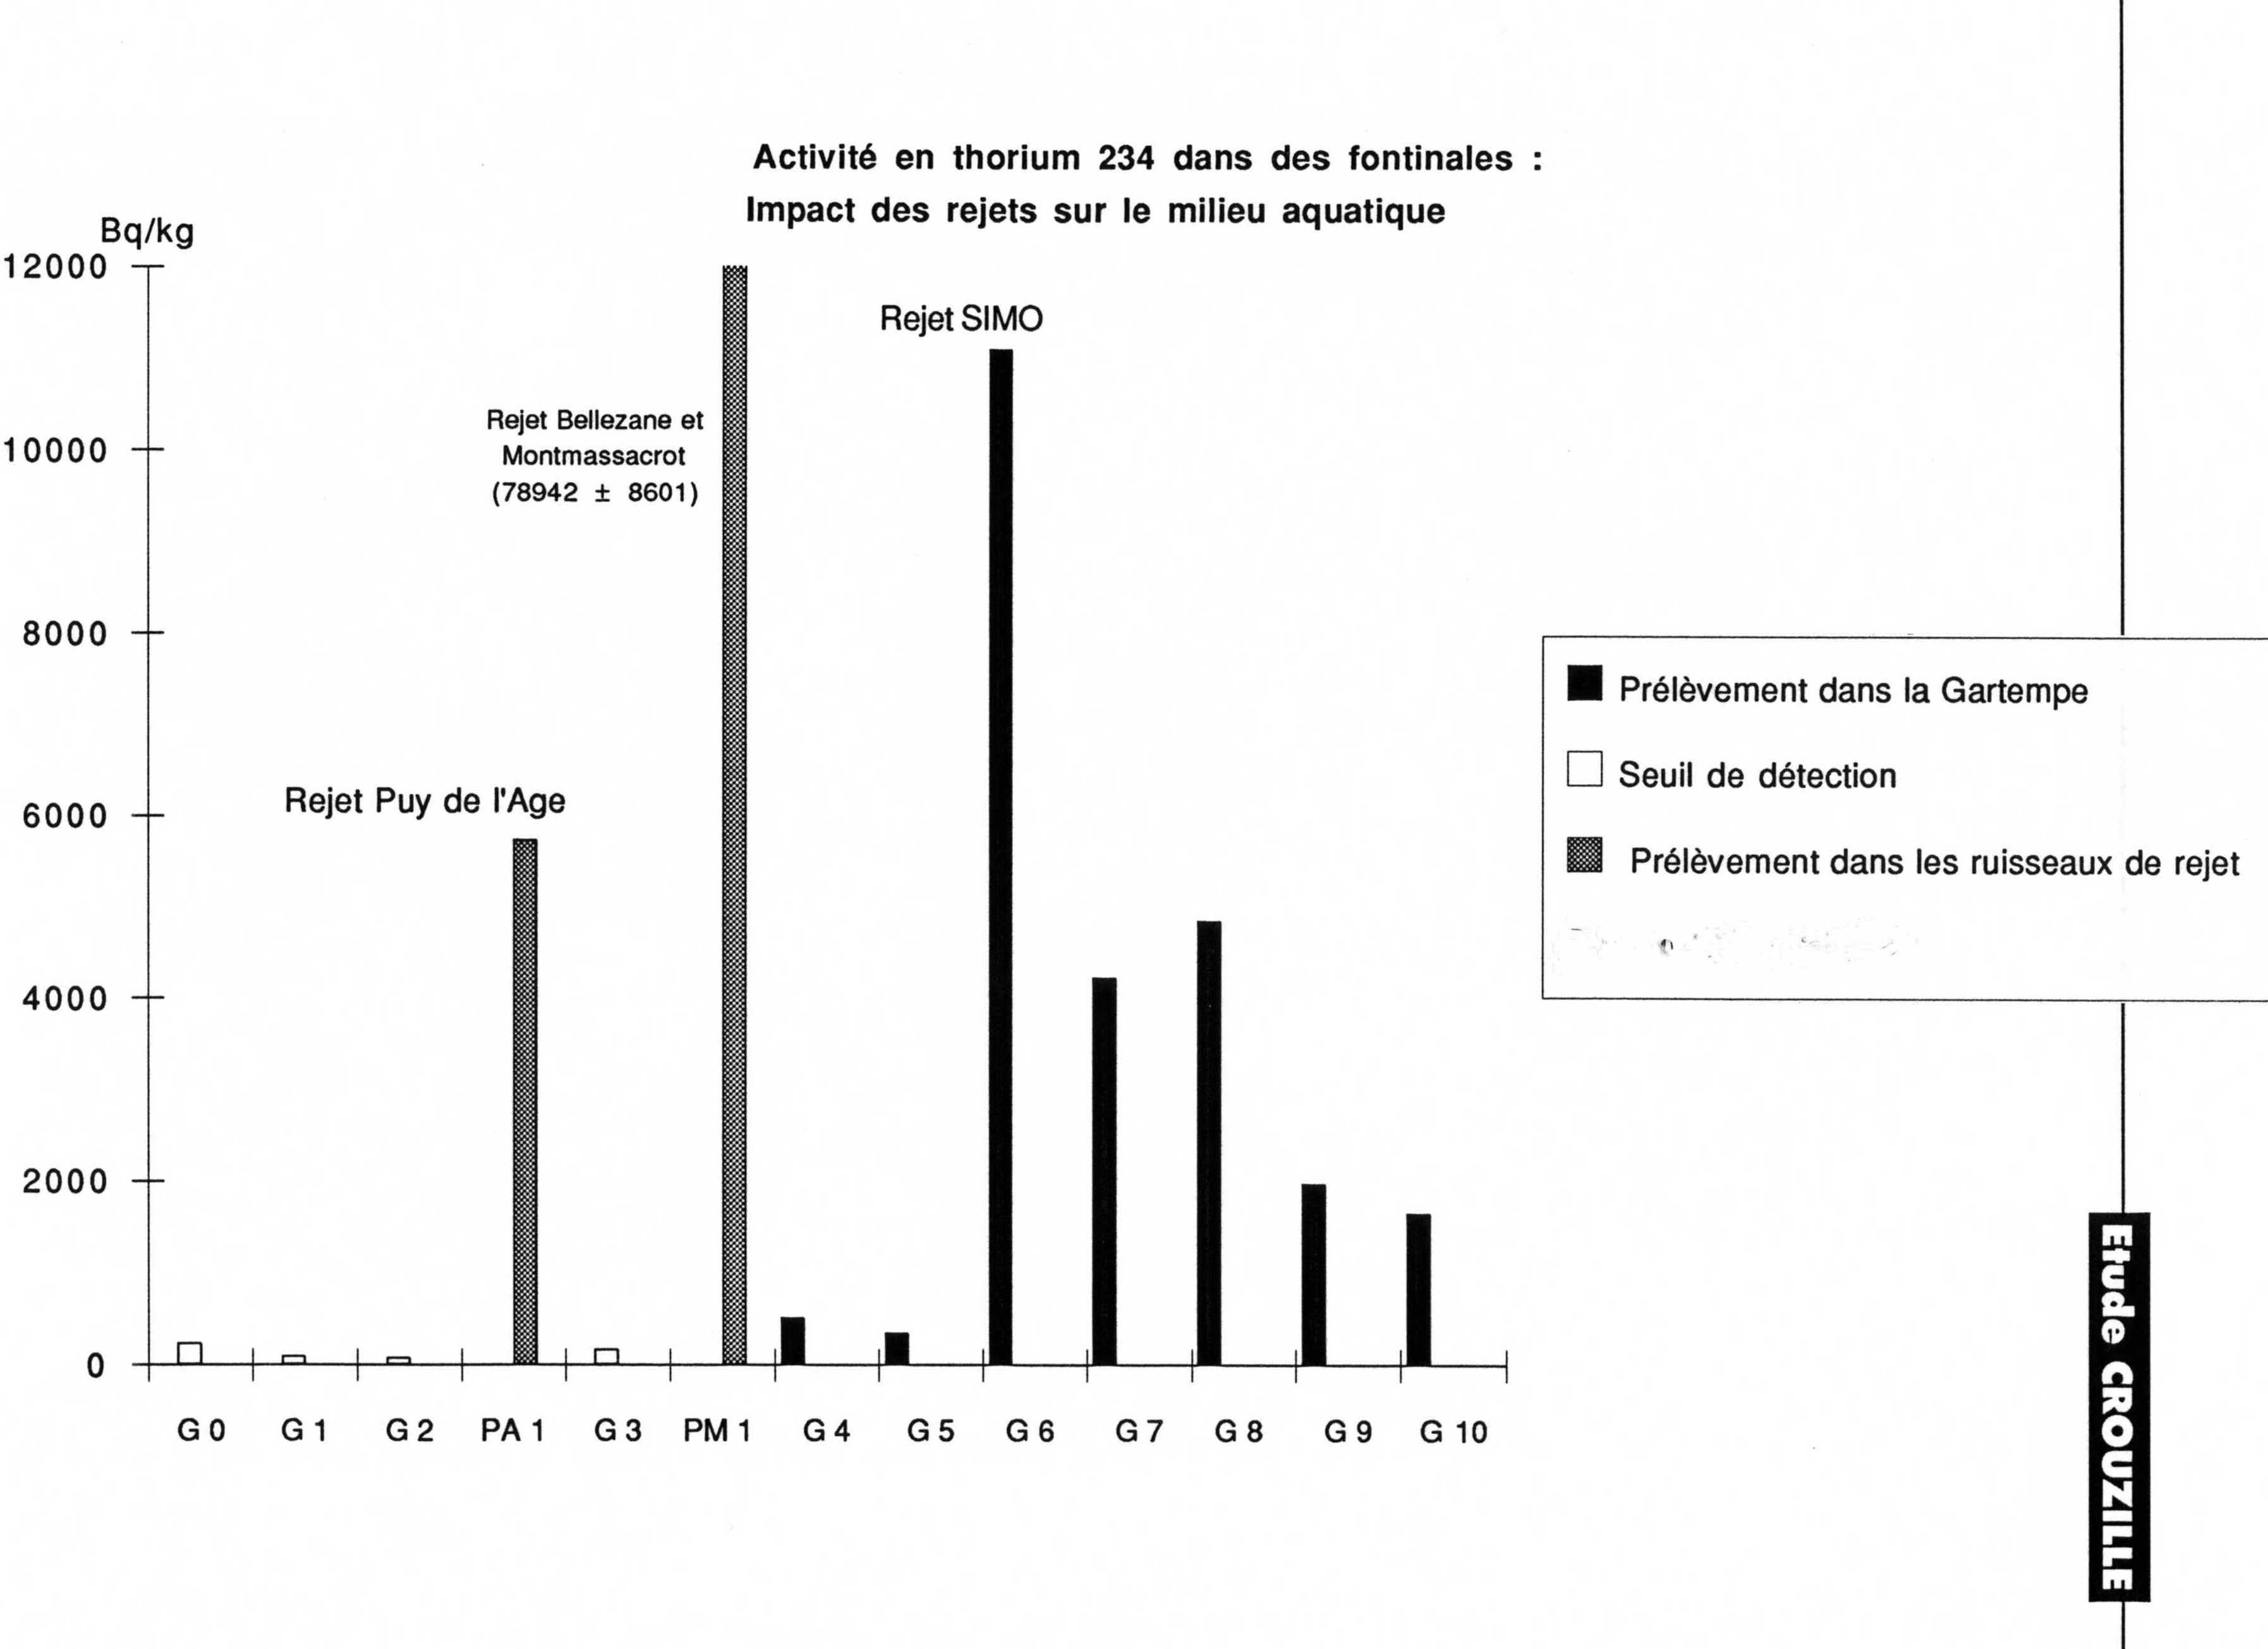 Activité en thorium 234 dans des fontinales :
Impact des rejets sur le milieu aquatique
Bq/kg
12000
10000
8000
6000
4000
2000
0
Rejet SIMO
Rejet Bellezane et
Montmassacrot
(78942 ± 8601)
Rejet Puy de l'Age
G 0 G 1 G 2 PA 1 G 3 PM 1 G 4 G 5 G 6 G 7 G 8 G 9 G 10
Prélèvement dans la Gartempe
Seuil de détection
Prélèvement dans les ruisseaux de rejet
Etude CROUZILLE